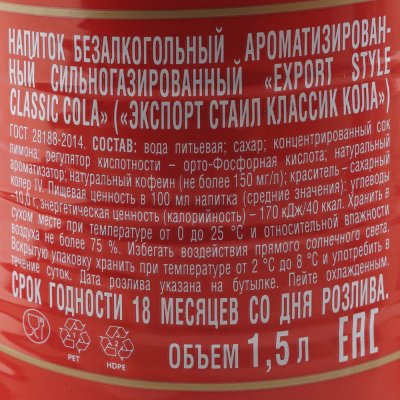 НАПИТОК БЕЗАЛКОГОЛЬНЫЙ АРОМАТИЗИРОВАН-
НЫЙ СИЛЬНОГАЗИРОВАННЫЙ «EXPORT STYLE
CLASSIC COLA» («ЭКСПОРТ СТАИЛ КЛАССИК КОЛА»)
ГОСТ 28188-2014. СОСТАВ: вода питьевая; сахар; концентрированный сок
лимона; регулятор кислотности – орто-Фосфорная кислота; натуральный
ароматизатор; натуральный кофеин (не более 150 мг/л); краситель – сахарный
колер IV. Пищевая ценность в 100 мл напитка (средние значения): углеводы
-10,0 г, энергетическая ценность (калорийность) – 170 кДж/40 ккал. Хранить в
сухом месте при температуре от 0 до 25 °С и относительной влажности
воздуха не более 75 %. Избегать воздействия прямого солнечного света.
Вскрытую упаковку хранить при температуре от 2 °С до 8 °С и употребить в
течение суток. Дата розлива указана на бутылке. Пейте охлажденным.
СРОК ГОДНОСТИ 18 МЕСЯЦЕВ СО ДНЯ РОЗЛИВА.
1 PET
2 HDPE
ОБЪЕМ 1,5 л
ЕАС